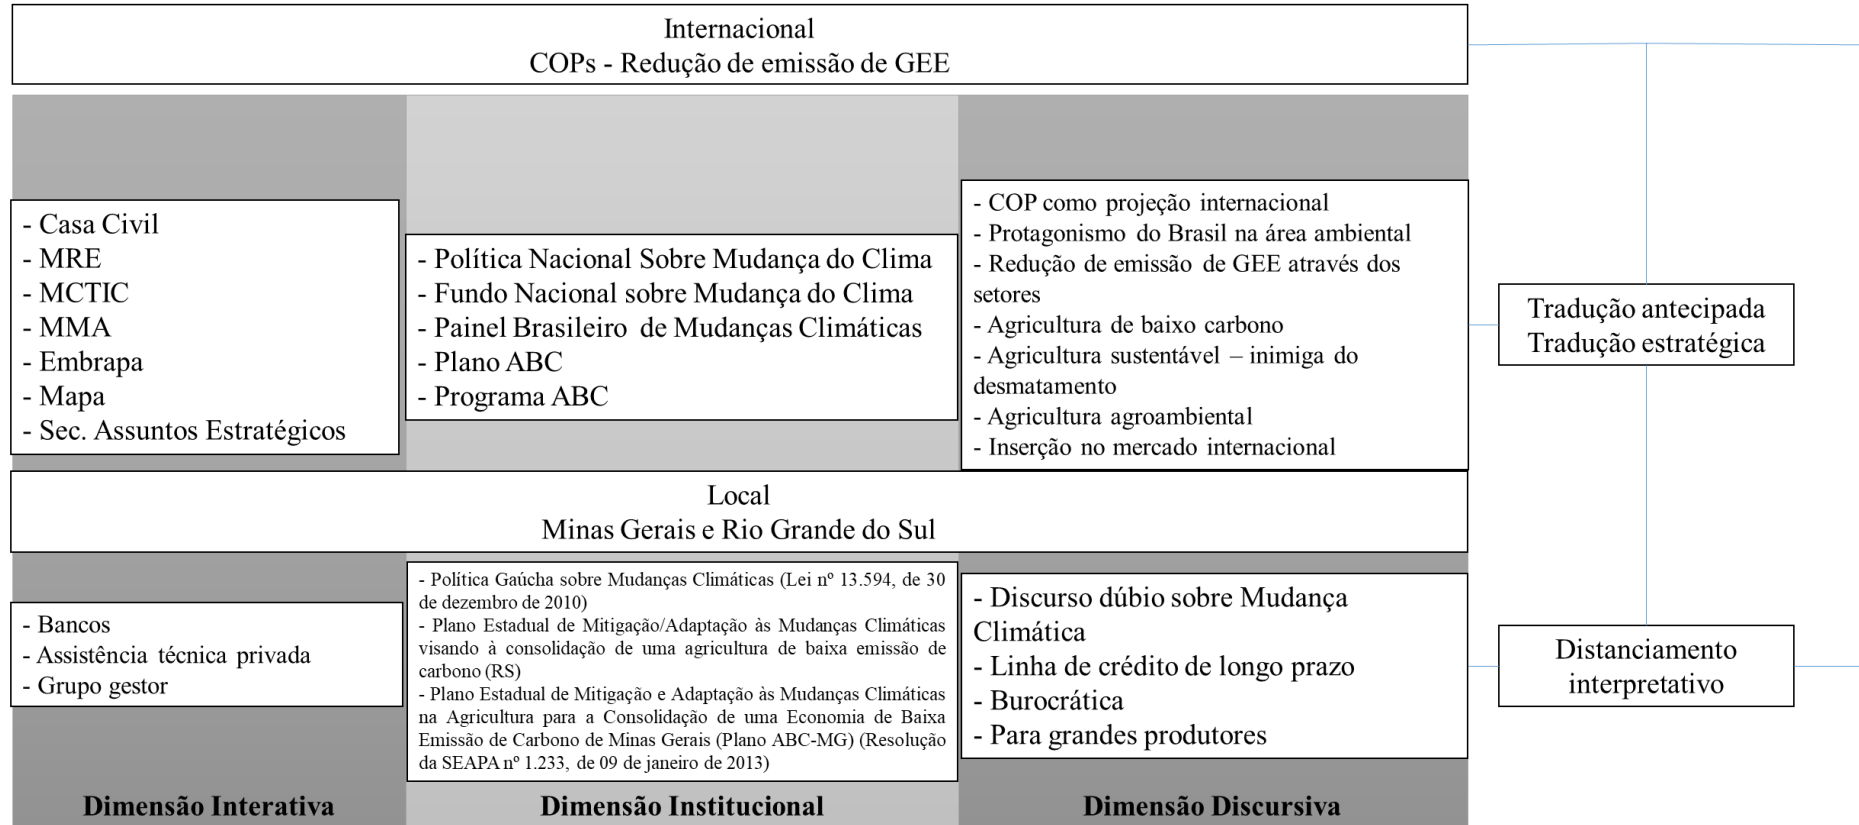 Internacional
COPs - Redução de emissão de GEE
- Casa Civil
- MRE
- MCTIC
- MMA
- Embrapa
- Mapa
- Sec. Assuntos Estratégicos
- Política Nacional Sobre Mudança do Clima
- Fundo Nacional sobre Mudança do Clima
- Painel Brasileiro de Mudanças Climáticas
- Plano ABC
- Programa ABC
- COP como projeção internacional
- Protagonismo do Brasil na área ambiental
- Redução de emissão de GEE através dos
setores
- Agricultura de baixo carbono
- Agricultura sustentável – inimiga do
desmatamento
- Agricultura agroambiental
- Inserção no mercado internacional
Tradução antecipada
Tradução estratégica
Local
Minas Gerais e Rio Grande do Sul
- Bancos
- Assistência técnica privada
- Grupo gestor
- Política Gaúcha sobre Mudanças Climáticas (Lei nº 13.594, de 30
de dezembro de 2010)
- Plano Estadual de Mitigação/Adaptação às Mudanças Climáticas
visando à consolidação de uma agricultura de baixa emissão de
carbono (RS)
- Plano Estadual de Mitigação e Adaptação às Mudanças Climáticas
na Agricultura para a Consolidação de uma Economia de Baixa
Emissão de Carbono de Minas Gerais (Plano ABC-MG) (Resolução
da SEAPA nº 1.233, de 09 de janeiro de 2013)
- Discurso dúbio sobre Mudança
Climática
- Linha de crédito de longo prazo
- Burocrática
- Para grandes produtores
Distanciamento
interpretativo
Dimensão Interativa
Dimensão Institucional
Dimensão Discursiva